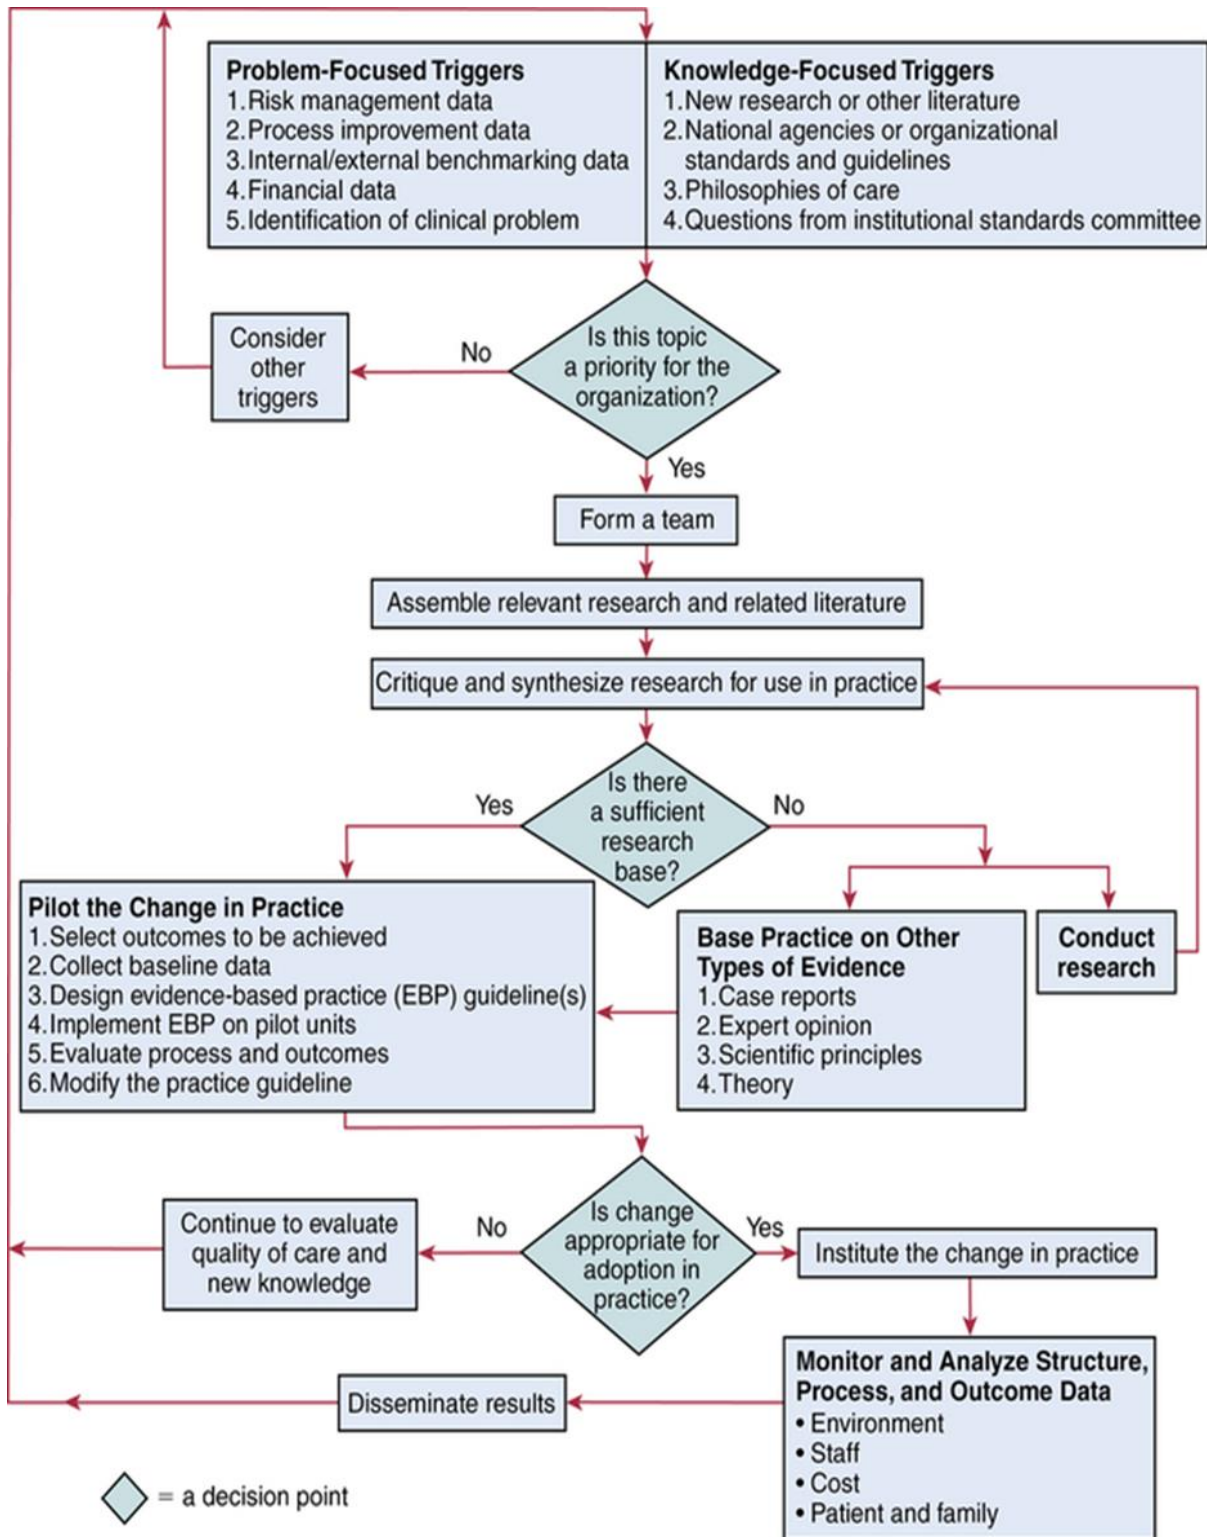 Problem-Focused Triggers
1.Risk management data
2.Process improvement data
3.Internal/external benchmarking data
4.Financial data
5.Identification of clinical problem
Knowledge-Focused Triggers
1.New research or other literature
2.National agencies or organizational
standards and guidelines
3.Philosophies of care
4.Questions from institutional standards committee
Is this topic
a priority for the
organization?
No
Consider
other
triggers
Yes
Form a team
Assemble relevant research and related literature
Critique and synthesize research for use in practice
Is there
a sufficient
research
base?
Yes
No
Pilot the Change in Practice
1.Select outcomes to be achieved
2.Collect baseline data
3.Design evidence-based practice (EBP) guideline(s)
4.Implement EBP on pilot units
5.Evaluate process and outcomes
6.Modify the practice guideline
Base Practice on Other
Types of Evidence
1.Case reports
2.Expert opinion
3.Scientific principles
4.Theory
Conduct
research
Is change
appropriate for
adoption in
practice?
No
Continue to evaluate
quality of care and
new knowledge
Yes
Institute the change in practice
Monitor and Analyze Structure,
Process, and Outcome Data
• Environment
• Staff
• Cost
• Patient and family
Disseminate results
= a decision point